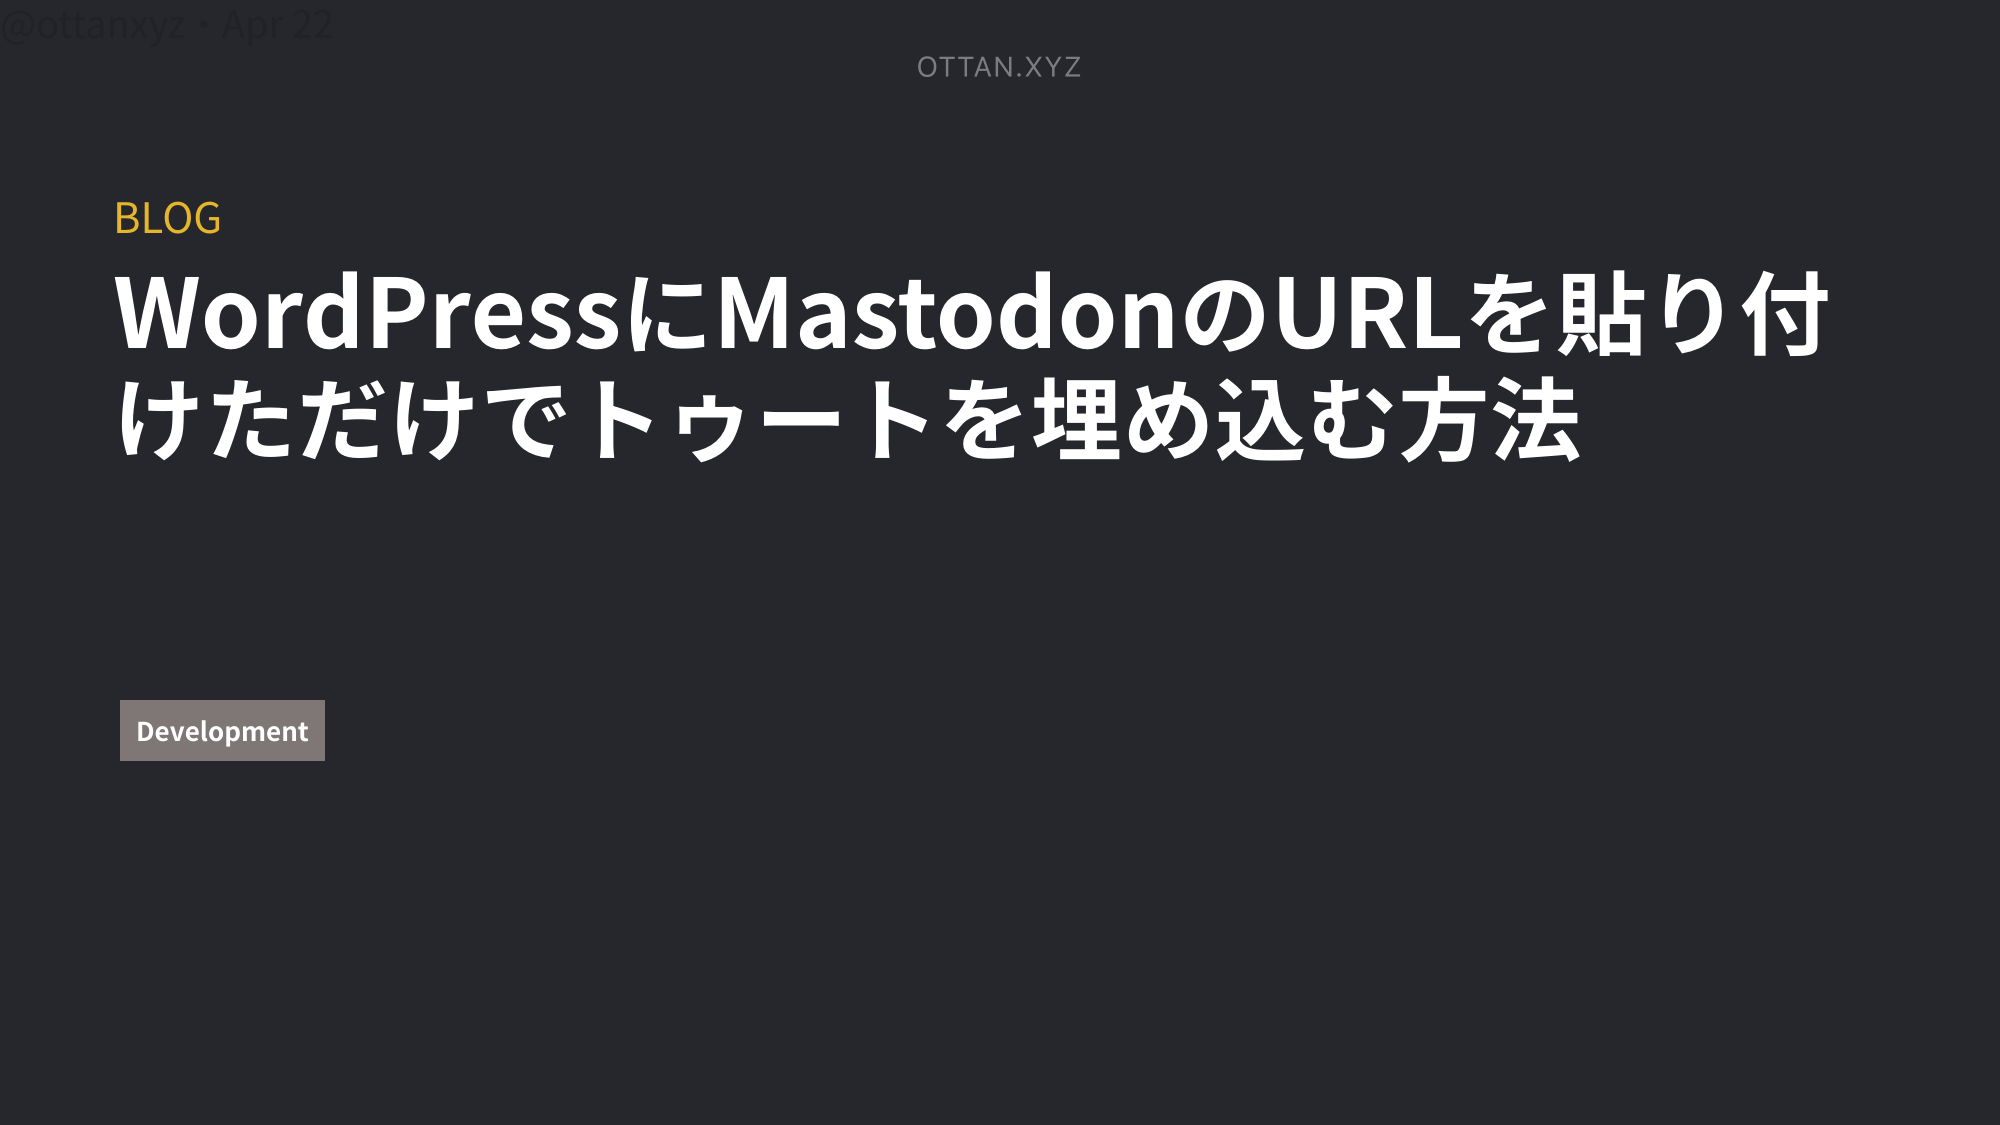 @ottanxyz・Apr 22
OTTAN.XYZ
BLOG
WordPressにMastodonのURLを貼り付
けただけでトゥートを埋め込む方法
Development